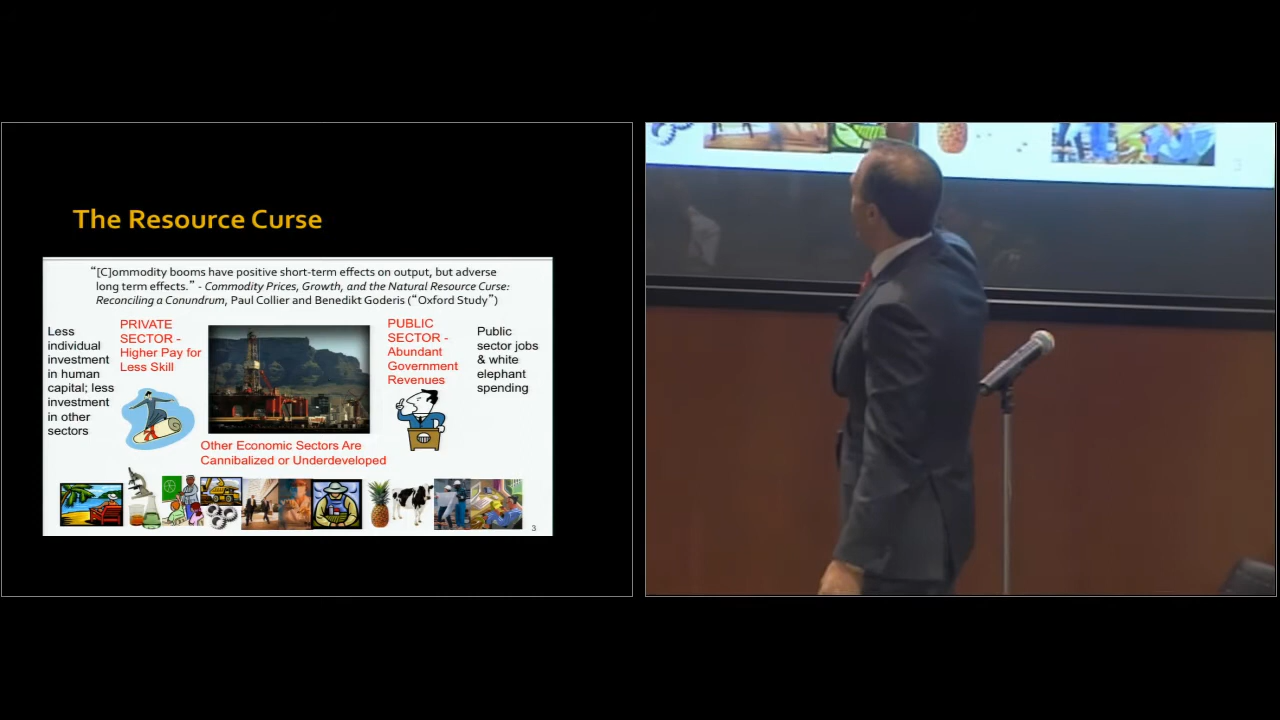 The Resource Curse
“[C]ommodity booms have positive short-term effects on output, but adverse
long term effects.” - Commodity Prices, Growth, and the Natural Resource Curse:
Reconciling a Conundrum, Paul Collier and Benedikt Goderis (“Oxford Study”)
Less
individual
investment
in human
capital; less
investment
in other
sectors
PRIVATE
SECTOR -
Higher Pay for
Less Skill
PUBLIC
SECTOR -
Abundant
Government
Revenues
Public
sector jobs
& white
elephant
spending
Other Economic Sectors Are
Cannibalized or Underdeveloped
3
3